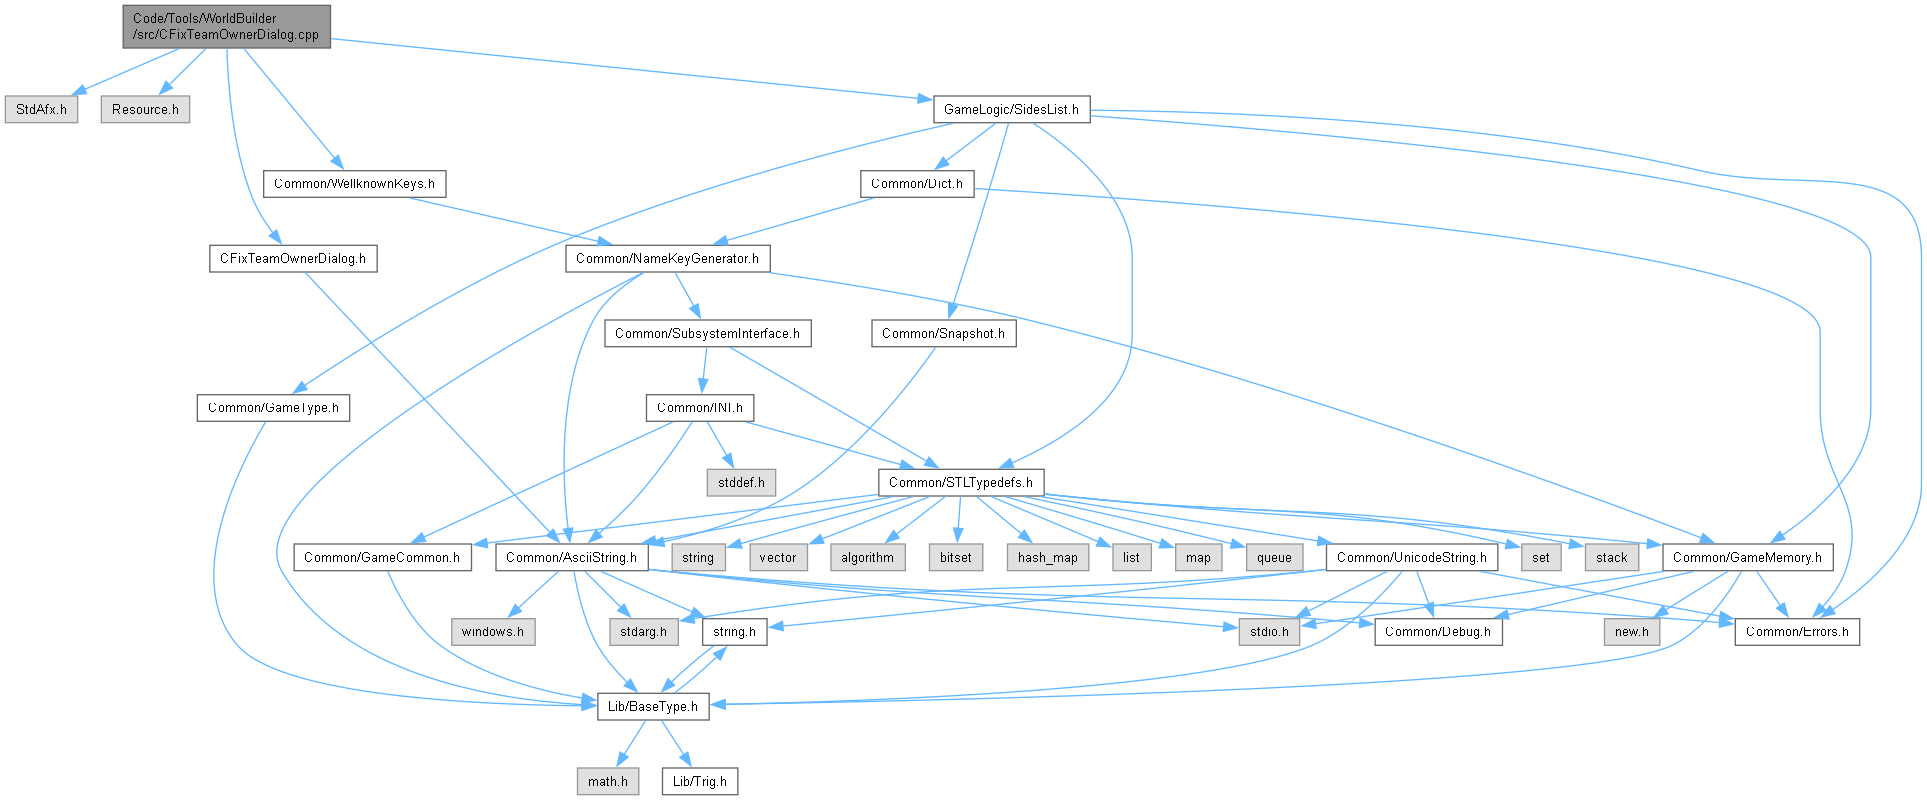 Code/Tools/WorldBuilder
/src/CFixTeamOwnerDialog.cpp
StdAfx.h
Resource.h
GameLogic/SidesList.h
Common/WellknownKeys.h
Common/Dict.h
CFixTeamOwnerDialog.h
Common/NameKeyGenerator.h
Common/SubsystemInterface.h
Common/Snapshot.h
Common/GameType.h
Common/INI.h
stddef.h
Common/STLTypedefs.h
Common/GameCommon.h
Common/AsciiString.h
string
vector
algorithm
bitset
hash_map
list
map
queue
Common/UnicodeString.h
set
stack
Common/GameMemory.h
windows.h
stdarg.h
string.h
stdio.h
Common/Debug.h
new.h
Common/Errors.h
Lib/BaseType.h
math.h
Lib/Trig.h